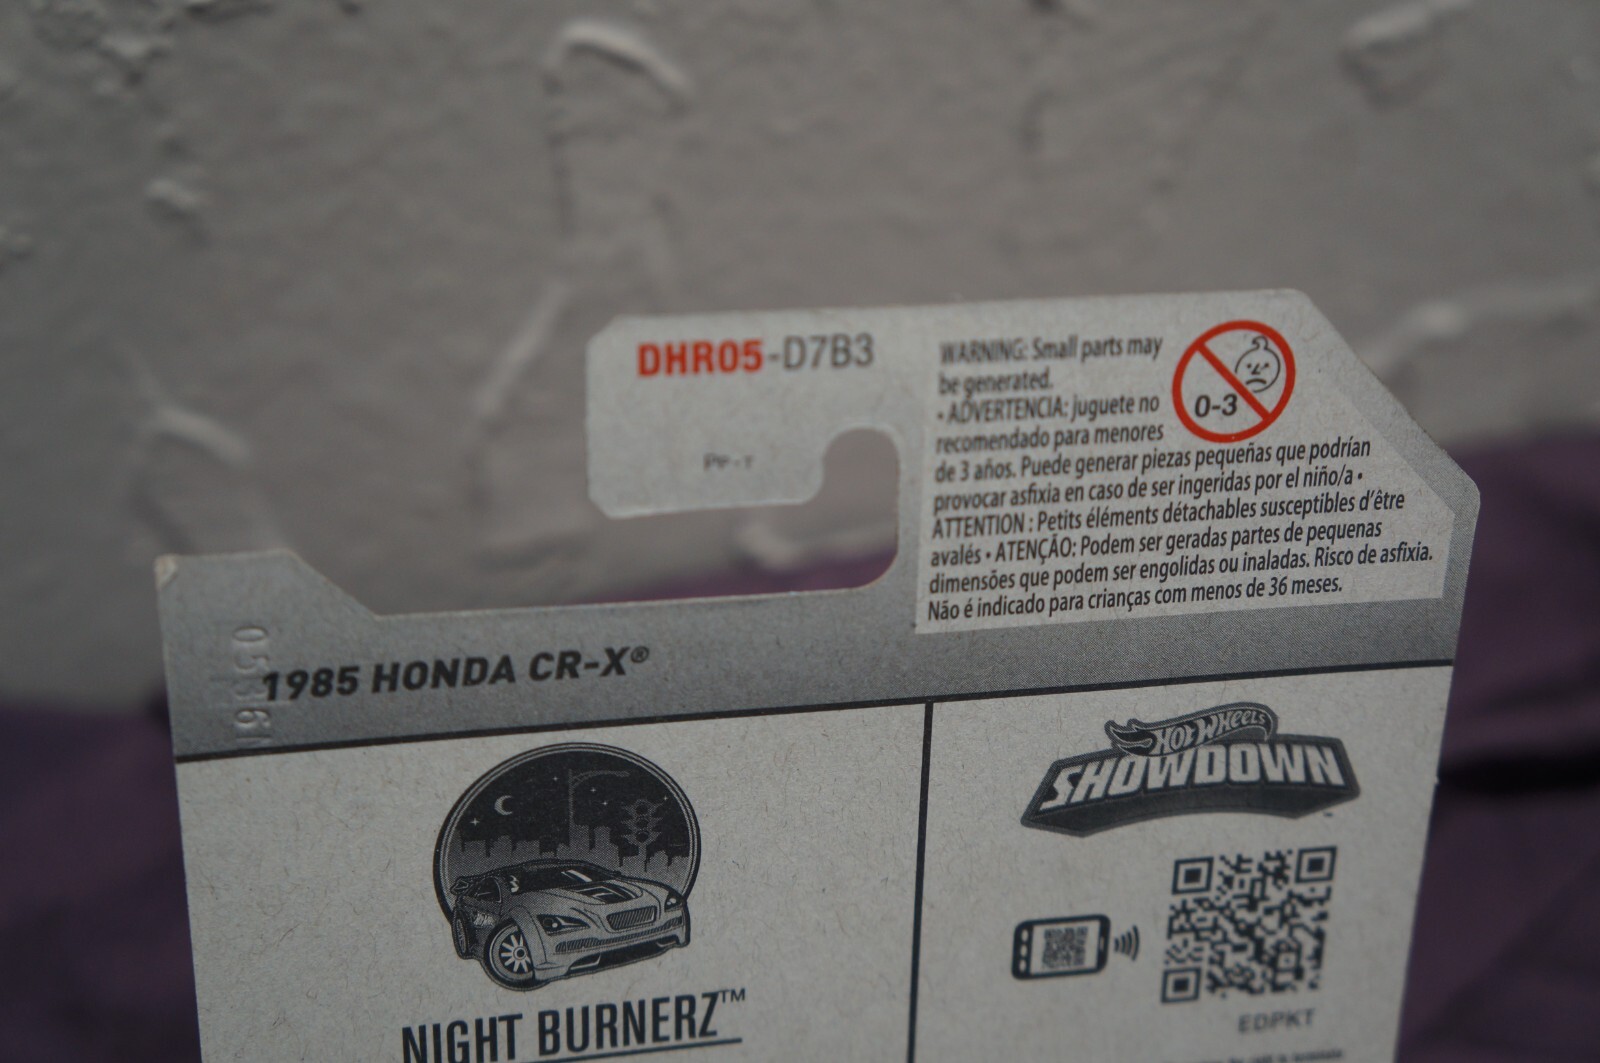 DHR05-D7B3
WARNING: Small parts may
be generated.
• ADVERTENCIA: juguete no
recomendado para menores
de 3 años. Puede generar piezas pequeñas que podrían
provocar asfixia en caso de ser ingeridas por el niño/a •
ATTENTION : Petits éléments détachables susceptibles d'être
avalés • ATENÇÃO: Podem ser geradas partes de pequenas
dimensões que podem ser engolidas ou inaladas. Risco de asfixia.
Não é indicado para crianças com menos de 36 meses.
0-3
1985 HONDA CR-X®
NIGHT BURNERZ™
HOT WHEELS
SHOWDOWN
EDPKT